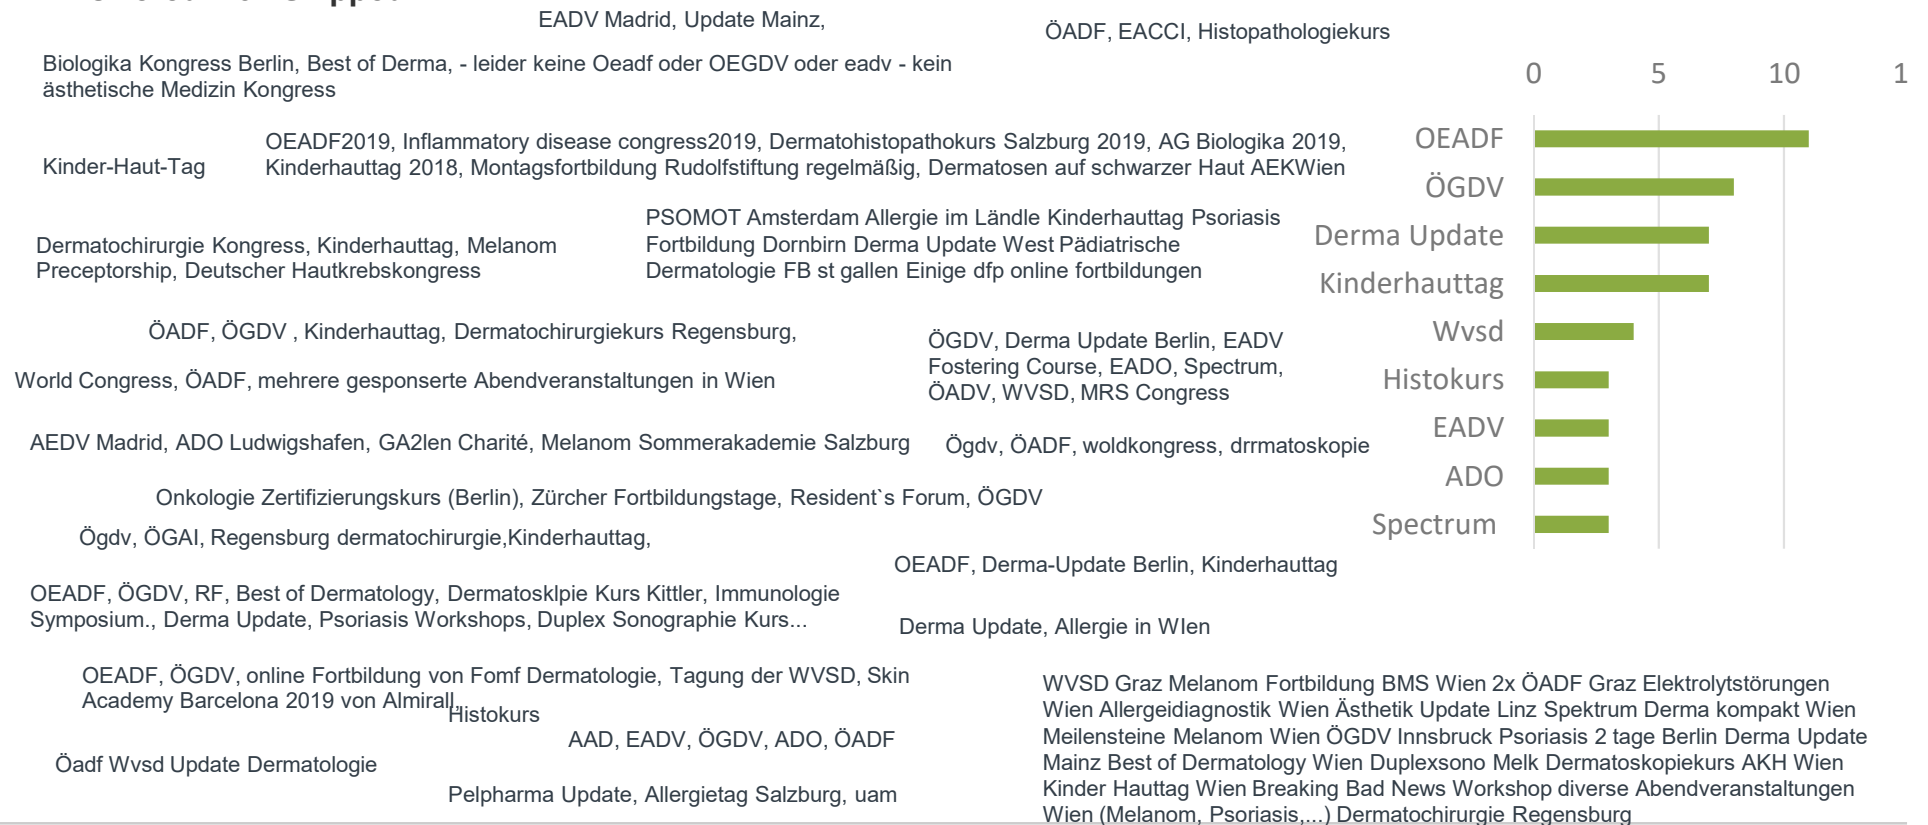 EADV Madrid, Update Mainz,
ÖADF, EACCI, Histopathologiekurs
Biologika Kongress Berlin, Best of Derma, - leider keine Oeadf oder OEGDV oder eadv - kein
ästhetische Medizin Kongress
OEADF2019, Inflammatory disease congress2019, Dermatohistopathokurs Salzburg 2019, AG Biologika 2019,
Kinderhauttag 2018, Montagsfortbildung Rudolfstiftung regelmäßig, Dermatosen auf schwarzer Haut AEKWien
Kinder-Haut-Tag
PSOMOT Amsterdam Allergie im Ländle Kinderhauttag Psoriasis
Fortbildung Dornbirn Derma Update West Pädiatrische
Dermatologie FB st gallen Einige dfp online fortbildungen
Dermatochirurgie Kongress, Kinderhauttag, Melanom
Preceptorship, Deutscher Hautkrebskongress
ÖADF, ÖGDV , Kinderhauttag, Dermatochirurgiekurs Regensburg,
ÖGDV, Derma Update Berlin, EADV
Fostering Course, EADO, Spectrum,
ÖADV, WVSD, MRS Congress
World Congress, ÖADF, mehrere gesponserte Abendveranstaltungen in Wien
AEDV Madrid, ADO Ludwigshafen, GA2len Charité, Melanom Sommerakademie Salzburg
Ögdv, ÖADF, woldkongress, drrmatoskopie
Onkologie Zertifizierungskurs (Berlin), Zürcher Fortbildungstage, Resident`s Forum, ÖGDV
Ögdv, ÖGAI, Regensburg dermatochirurgie,Kinderhauttag,
OEADF, Derma-Update Berlin, Kinderhauttag
OEADF, ÖGDV, RF, Best of Dermatology, Dermatosklpie Kurs Kittler, Immunologie
Symposium., Derma Update, Psoriasis Workshops, Duplex Sonographie Kurs...
Derma Update, Allergie in WIen
OEADF, ÖGDV, online Fortbildung von Fomf Dermatologie, Tagung der WVSD, Skin
Academy Barcelona 2019 von Almirall,
Histokurs
AAD, EADV, ÖGDV, ADO, ÖADF
Öadf Wvsd Update Dermatologie
Pelpharma Update, Allergietag Salzburg, uam
WVSD Graz Melanom Fortbildung BMS Wien 2x ÖADF Graz Elektrolytstörungen
Wien Allergeidiagnostik Wien Ästhetik Update Linz Spektrum Derma kompakt Wien
Meilensteine Melanom Wien ÖGDV Innsbruck Psoriasis 2 tage Berlin Derma Update
Mainz Best of Dermatology Wien Duplexsono Melk Dermatoskopiekurs AKH Wien
Kinder Hauttag Wien Breaking Bad News Workshop diverse Abendveranstaltungen
Wien (Melanom, Psoriasis,...) Dermatochirurgie Regensburg
0 5 10
OEADF
ÖGDV
Derma Update
Kinderhauttag
Wvsd
Histokurs
EADV
ADO
Spectrum